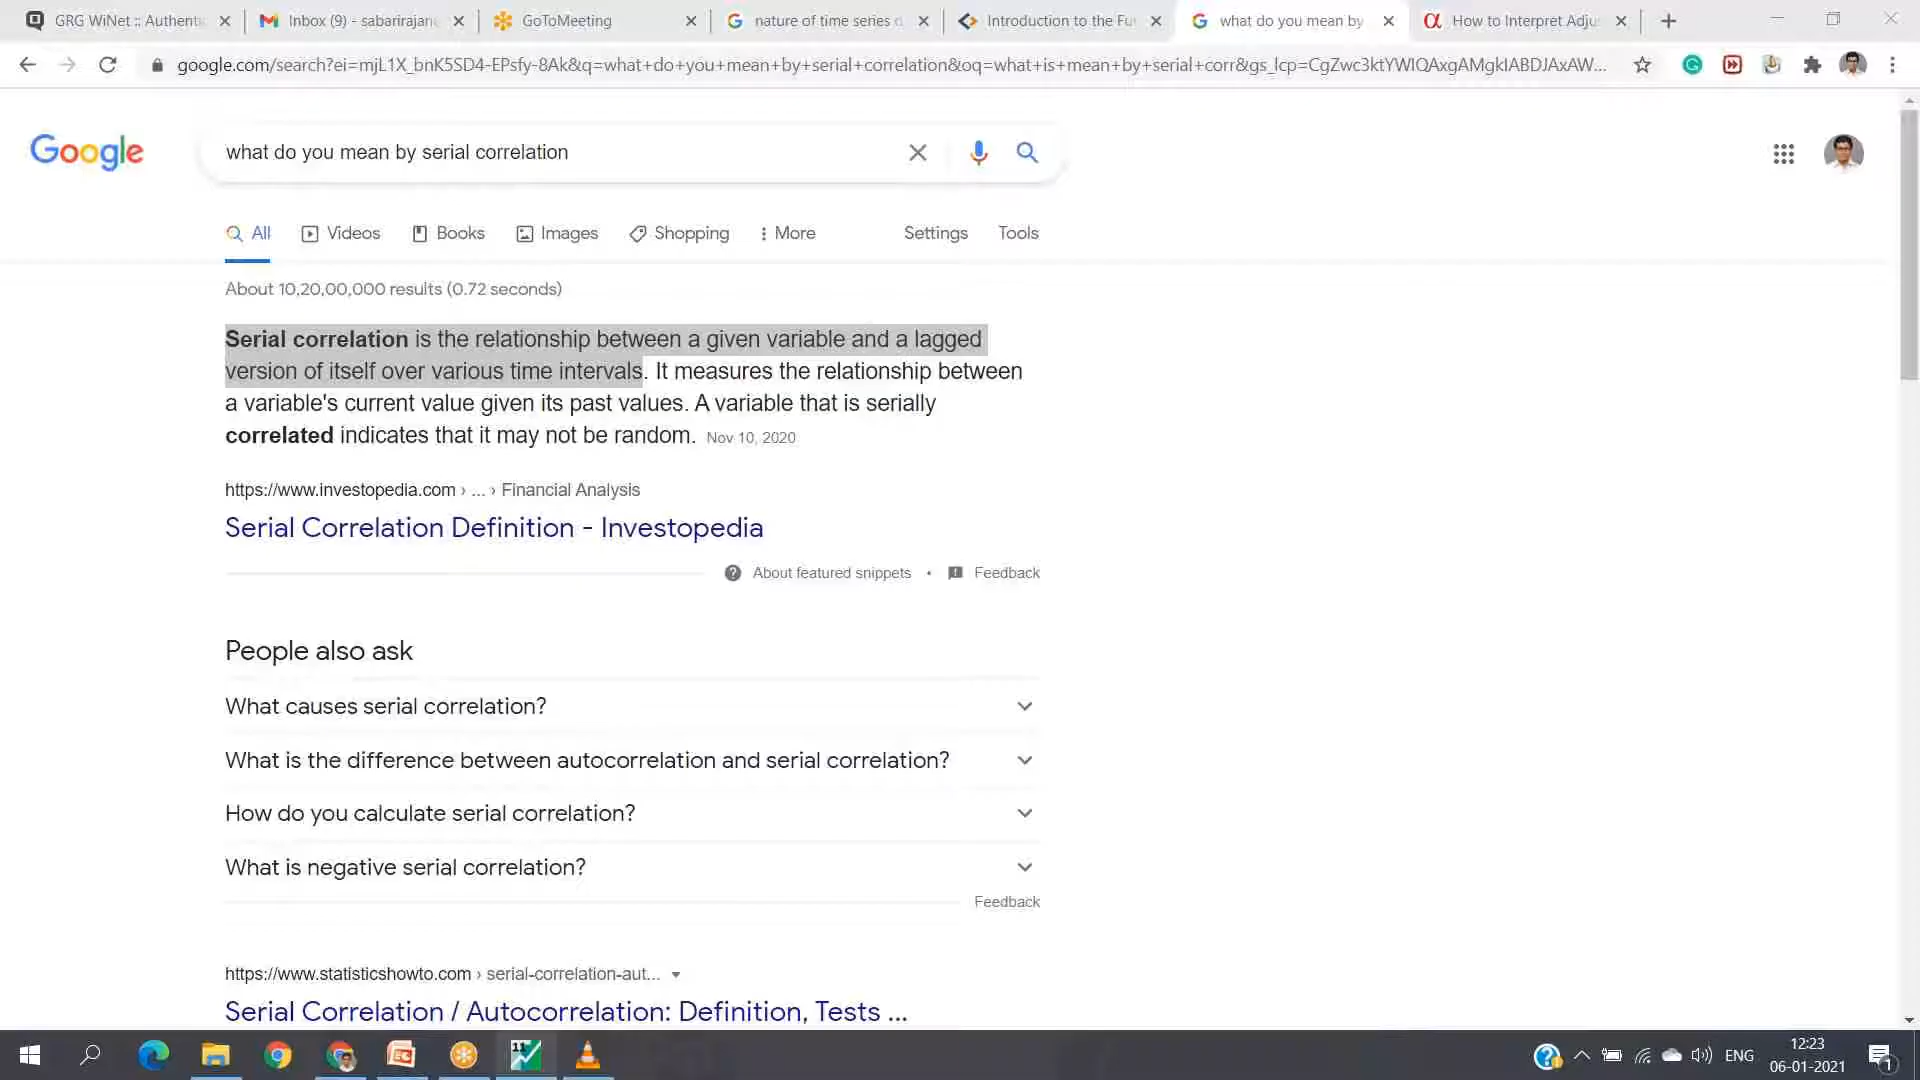 GRG WiNet :: Authentic
Inbox (9) - sabarirajan
GoToMeeting
nature of time series d
Introduction to the Fu
what do you mean by
How to Interpret Adju
google.com/search?ei=mjL1X_bnK5SD4-EPsfy-8Ak&q=what+do+you+mean+by+serial+correlation&oq=what+is+mean+by+serial+corr&gs_lcp=CgZwc3ktYWIQAxgAMgkIABDJAxAW...
Google
what do you mean by serial correlation
All
Videos
Books
Images
Shopping
More
Settings
Tools
About 10,20,00,000 results (0.72 seconds)
Serial correlation is the relationship between a given variable and a lagged
version of itself over various time intervals. It measures the relationship between
a variable's current value given its past values. A variable that is serially
correlated indicates that it may not be random. Nov 10, 2020
https://www.investopedia.com › ... › Financial Analysis
Serial Correlation Definition - Investopedia
About featured snippets • Feedback
People also ask
What causes serial correlation?
What is the difference between autocorrelation and serial correlation?
How do you calculate serial correlation?
What is negative serial correlation?
Feedback
https://www.statisticshowto.com › serial-correlation-aut...
Serial Correlation / Autocorrelation: Definition, Tests ...
11
ENG
12:23
06-01-2021
1